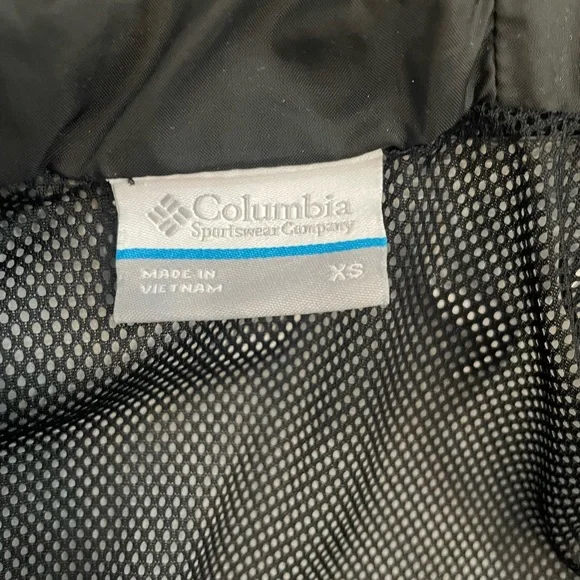 Columbia
Sportswear Company
MADE IN
VIETNAM
XS